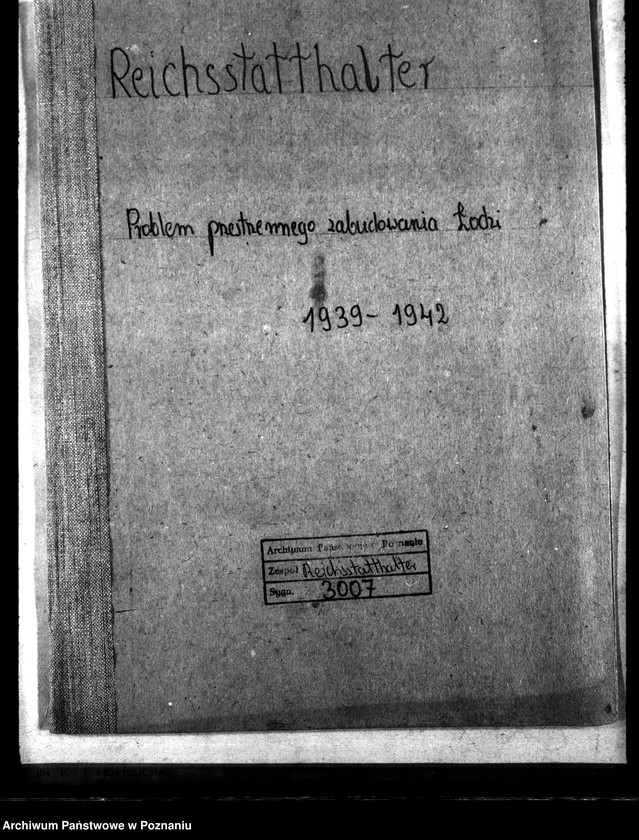 Reichsstatthalter
Problem przestrzennego zabudowania Łodzi
1939 - 1942
Archiwum Państwowe w Poznaniu
Zespół Reichsstatthalter
Sygn. 3007
Archiwum Państwowe w Poznaniu